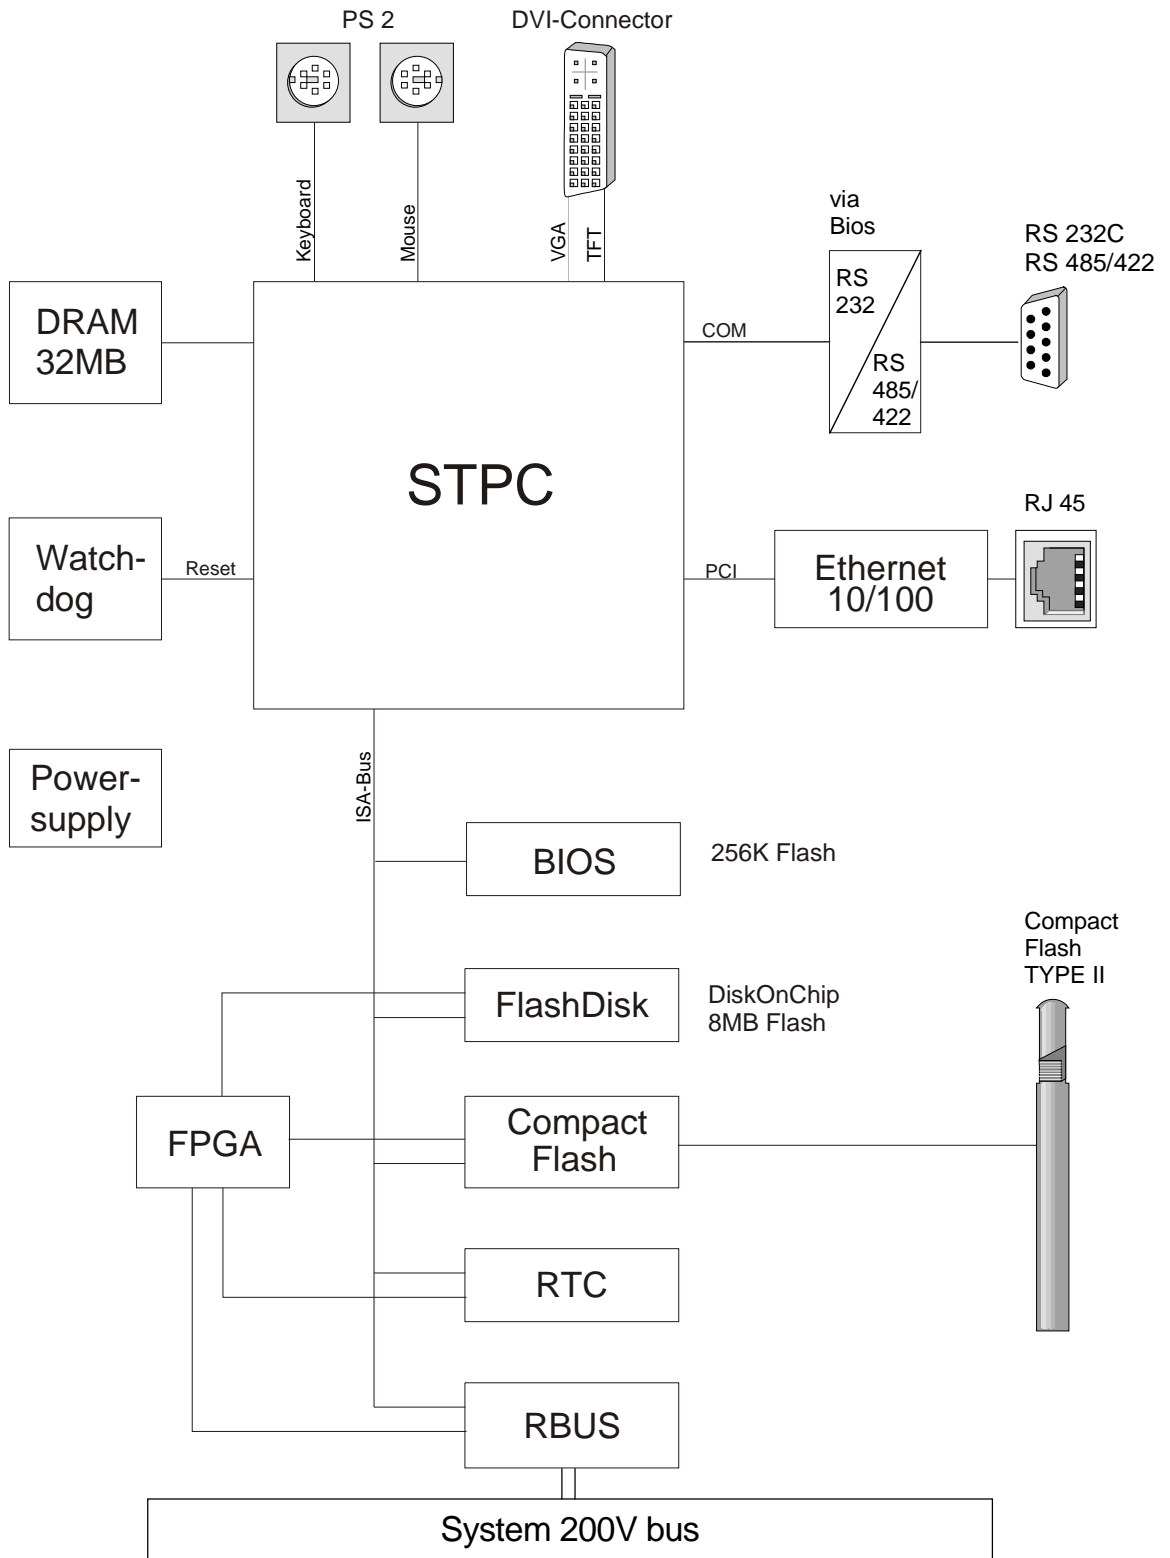 PS 2
DVI-Connector
Keyboard
Mouse
VGA
TFT
via
Bios
RS 232C
RS 485/422
RS
232
RS
485/
422
DRAM
32MB
COM
STPC
RJ 45
Watch-
dog
Reset
PCI
Ethernet
10/100
Power-
supply
ISA-Bus
BIOS
256K Flash
Compact
Flash
TYPE II
FlashDisk
DiskOnChip
8MB Flash
FPGA
Compact
Flash
RTC
RBUS
System 200V bus